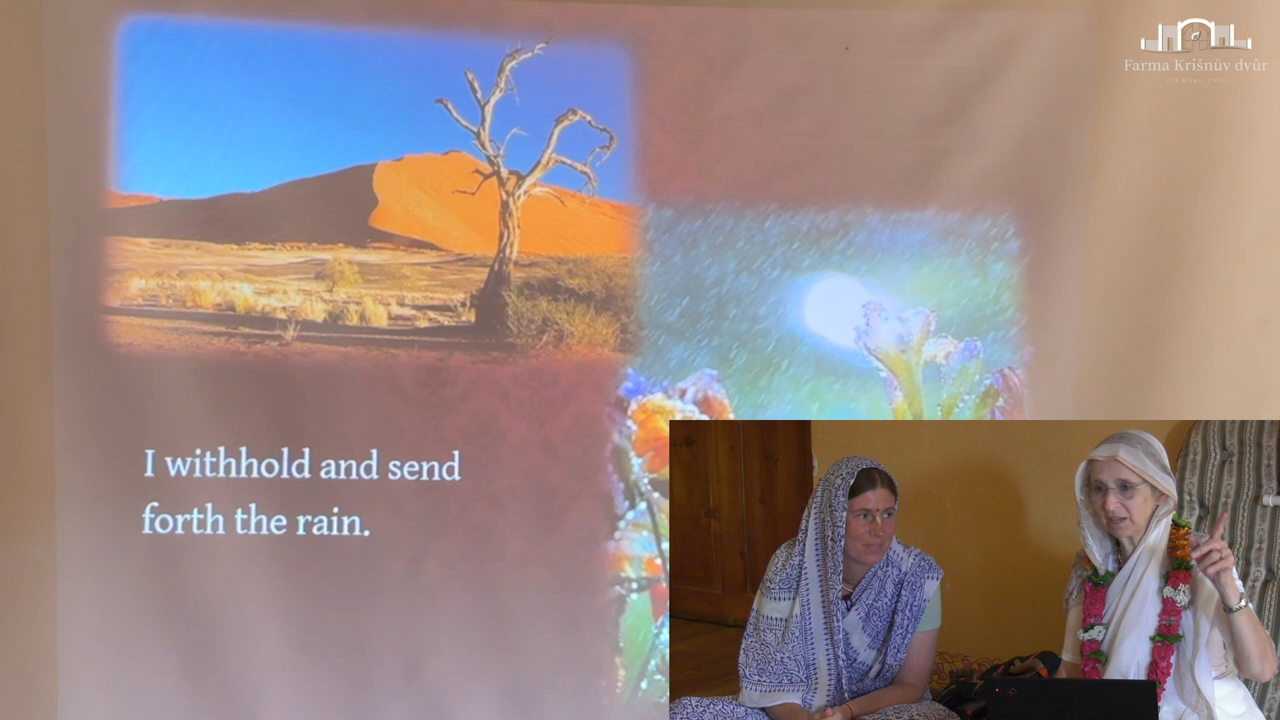 Farma Krišnův dvůr
I withhold and send
forth the rain.